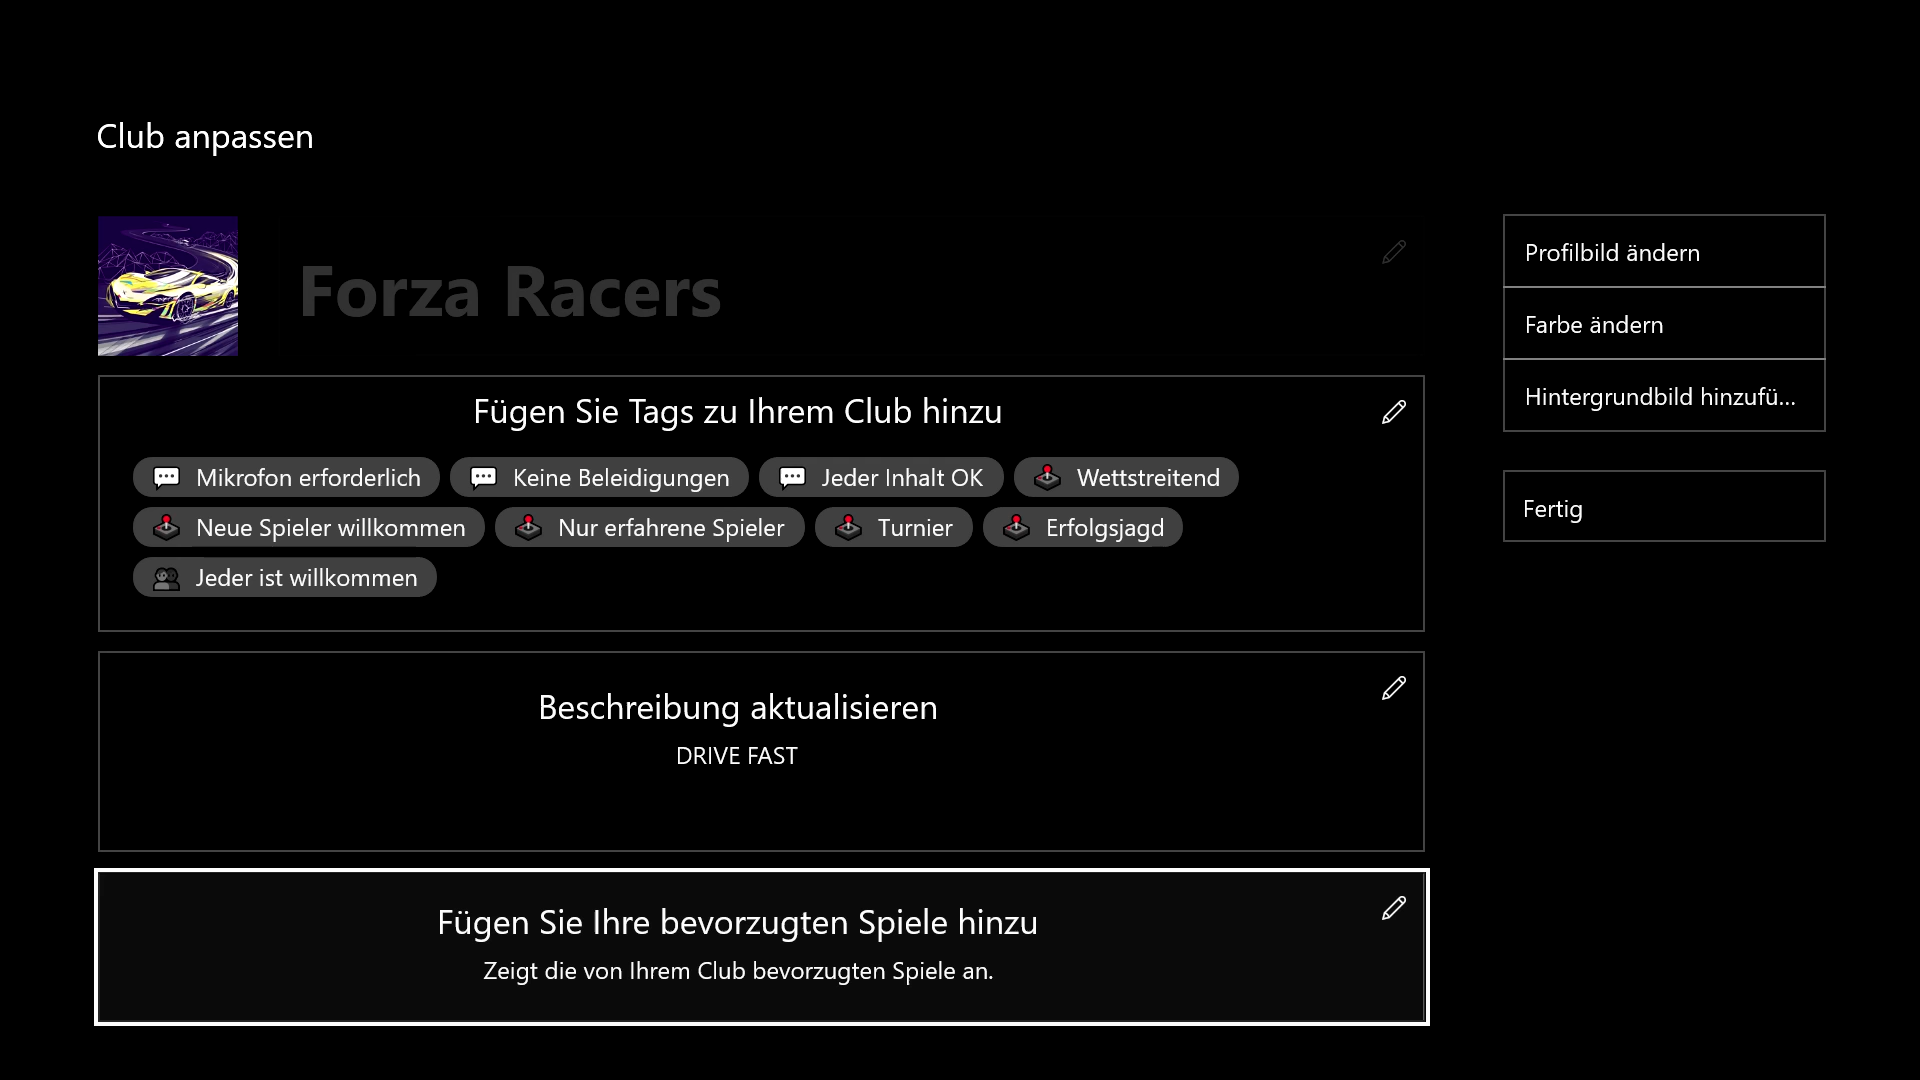 Club anpassen
Forza Racers
Profilbild ändern
Farbe ändern
Hintergrundbild hinzufü...
Fertig
Fügen Sie Tags zu Ihrem Club hinzu
Mikrofon erforderlich Keine Beleidigungen Jeder Inhalt OK Wettstreitend
Neue Spieler willkommen Nur erfahrene Spieler Turnier Erfolgsjagd
Jeder ist willkommen
Beschreibung aktualisieren
DRIVE FAST
Fügen Sie Ihre bevorzugten Spiele hinzu
Zeigt die von Ihrem Club bevorzugten Spiele an.